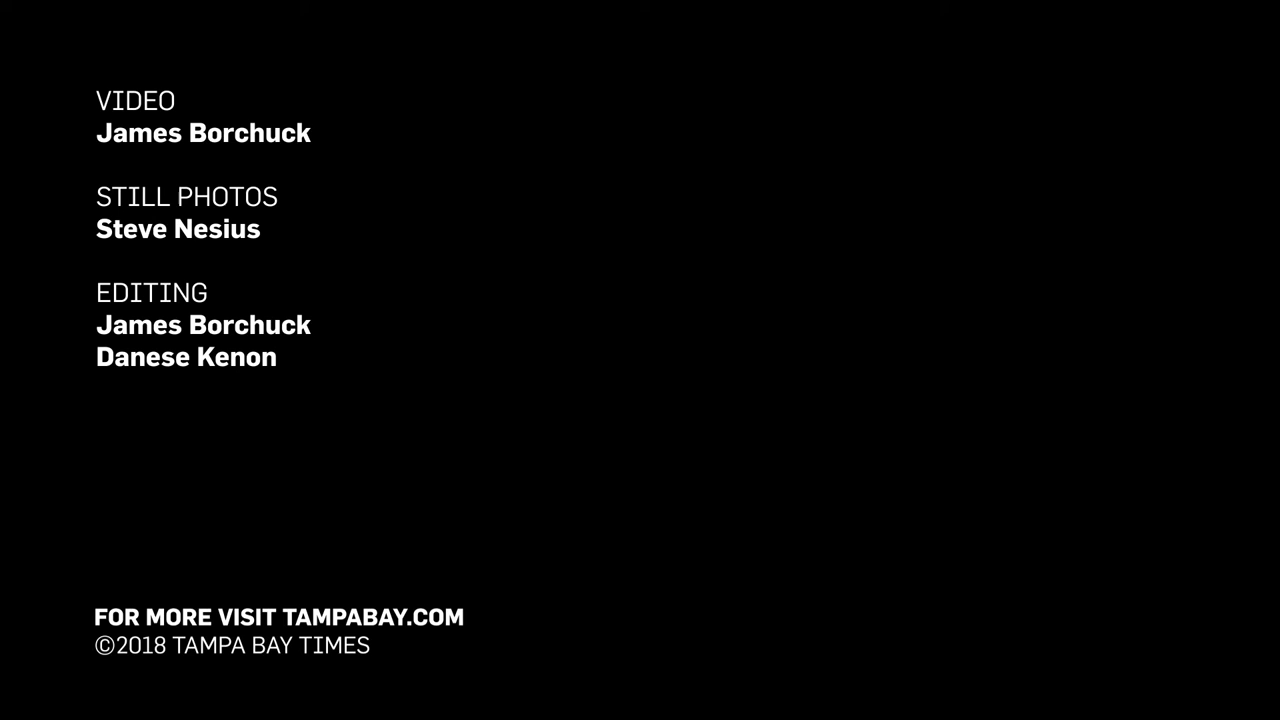 VIDEO
James Borchuck
STILL PHOTOS
Steve Nesius
EDITING
James Borchuck
Danese Kenon
FOR MORE VISIT TAMPABAY.COM
©2018 TAMPA BAY TIMES